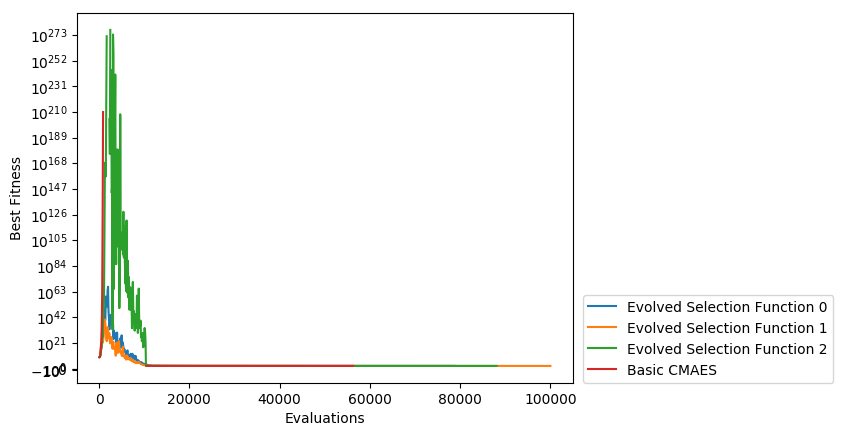 10^273
10^252
10^231
10^210
10^189
10^168
10^147
10^126
10^105
10^84
10^63
10^42
10^21
Best Fitness
0 20000 40000 60000 80000 100000
Evaluations
Evolved Selection Function 0
Evolved Selection Function 1
Evolved Selection Function 2
Basic CMAES